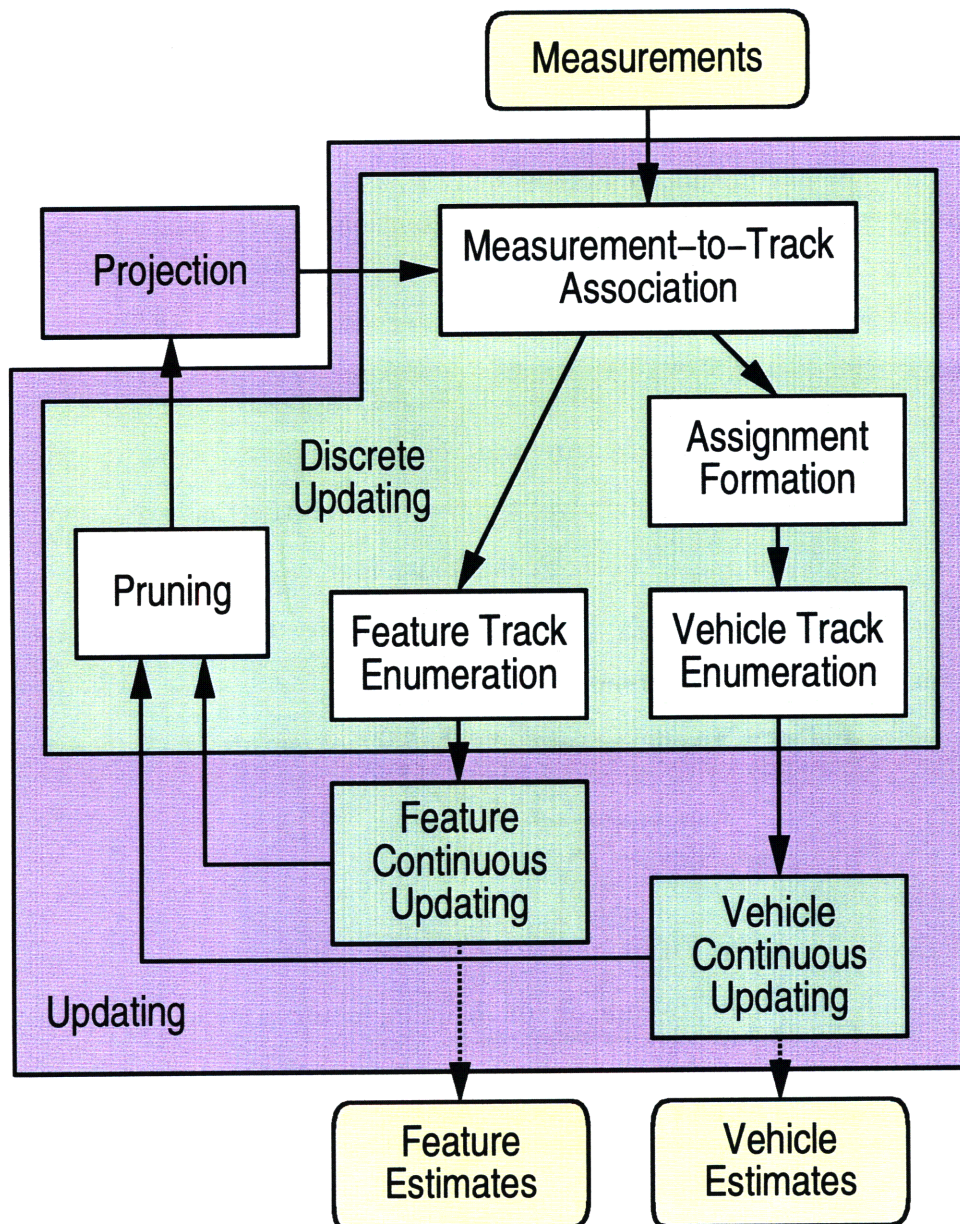 Measurements
Projection
Measurement–to–Track
Association
Assignment
Formation
Discrete
Updating
Pruning
Feature Track
Enumeration
Vehicle Track
Enumeration
Feature
Continuous
Updating
Vehicle
Continuous
Updating
Updating
Feature
Estimates
Vehicle
Estimates